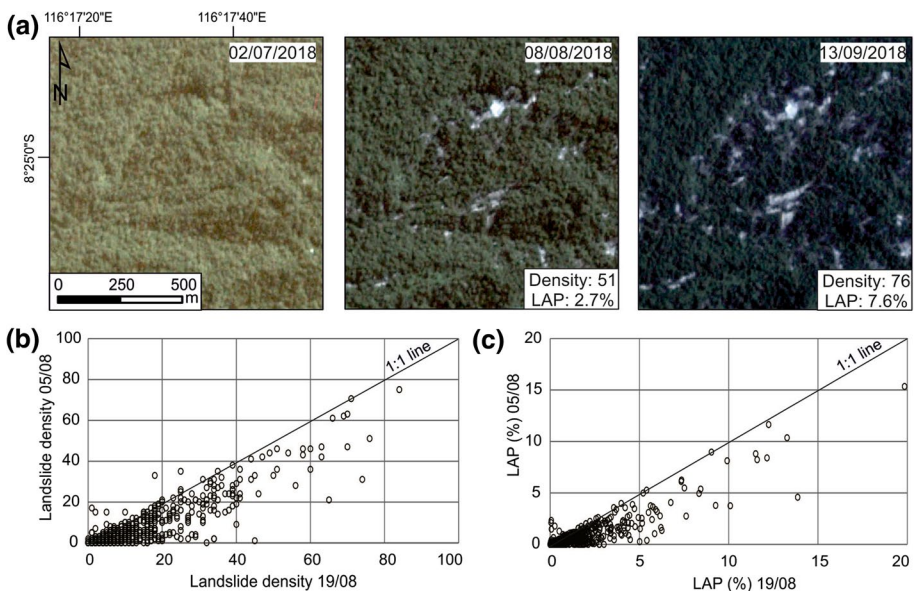 116°17'20"E 116°17'40"E
(a)
02/07/2018 08/08/2018 13/09/2018
N
8°25'0"S
0 250 500
m
Density: 51
LAP: 2.7%
Density: 76
LAP: 7.6%
(b)
100
80
60
40
20
0
Landslide density 05/08
1:1 line
0 20 40 60 80 100
Landslide density 19/08
(c)
20
15
10
5
0
LAP (%) 05/08
1:1 line
0 5 10 15 20
LAP (%) 19/08